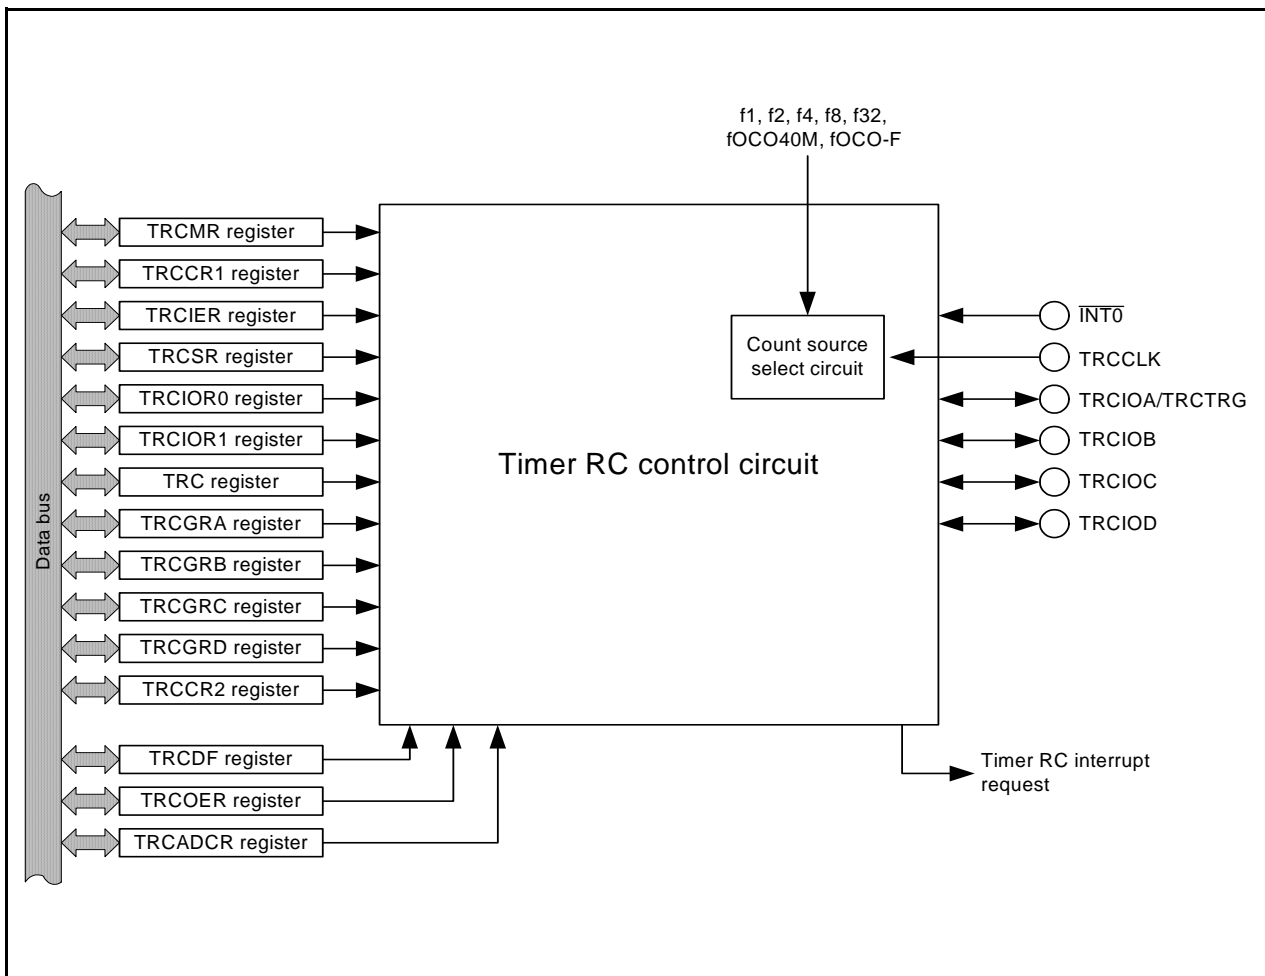 f1, f2, f4, f8, f32,
fOCO40M, fOCO-F
Data bus
TRCMR register
TRCCR1 register
TRCIER register
TRCSR register
TRCIOR0 register
TRCIOR1 register
TRC register
TRCGRA register
TRCGRB register
TRCGRC register
TRCGRD register
TRCCR2 register
TRCDF register
TRCOER register
TRCADCR register
Count source
select circuit
Timer RC control circuit
INT0
TRCCLK
TRCIOA/TRCTRG
TRCIOB
TRCIOC
TRCIOD
Timer RC interrupt
request